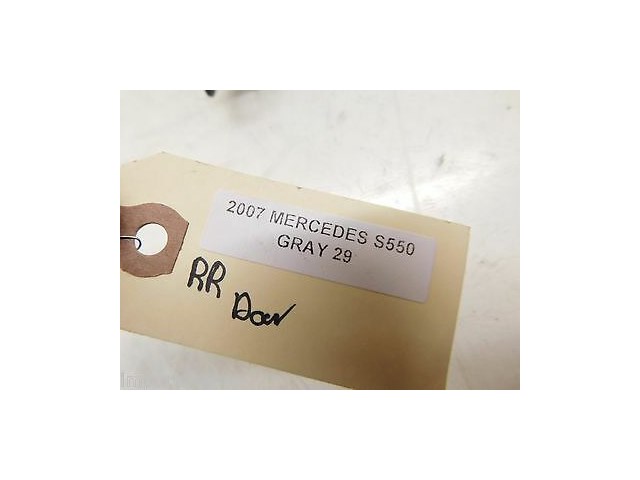 2007 MERCEDES S550
GRAY 29
RR
Door